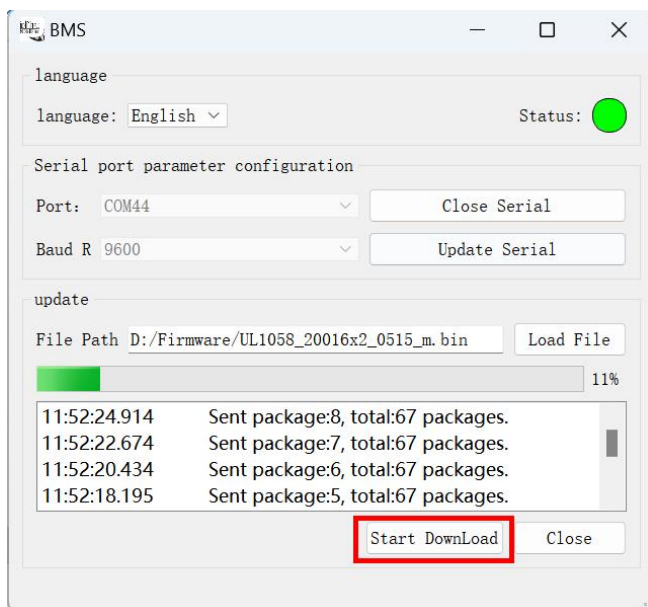 BMS
language
language: English
Status:
Serial port parameter configuration
Port: COM44
Close Serial
Baud R 9600
Update Serial
update
File Path D:/Firmware/UL1058_20016x2_0515_m.bin
Load File
11%
11:52:24.914 Sent package:8, total:67 packages.
11:52:22.674 Sent package:7, total:67 packages.
11:52:20.434 Sent package:6, total:67 packages.
11:52:18.195 Sent package:5, total:67 packages.
Start DownLoad
Close